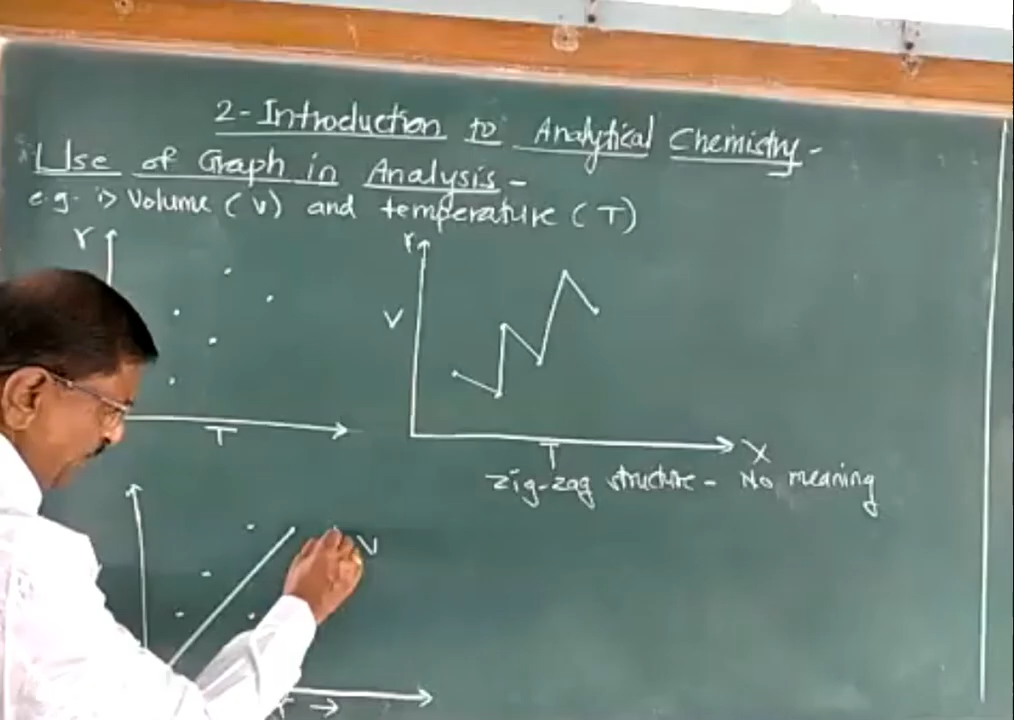 2-Introduction to Analytical Chemistry-
Use of Graph in Analysis-
e.g. i> Volume (V) and temperature (T)
Y
Y
V
T
T
X
zig-zag structure - No meaning
V